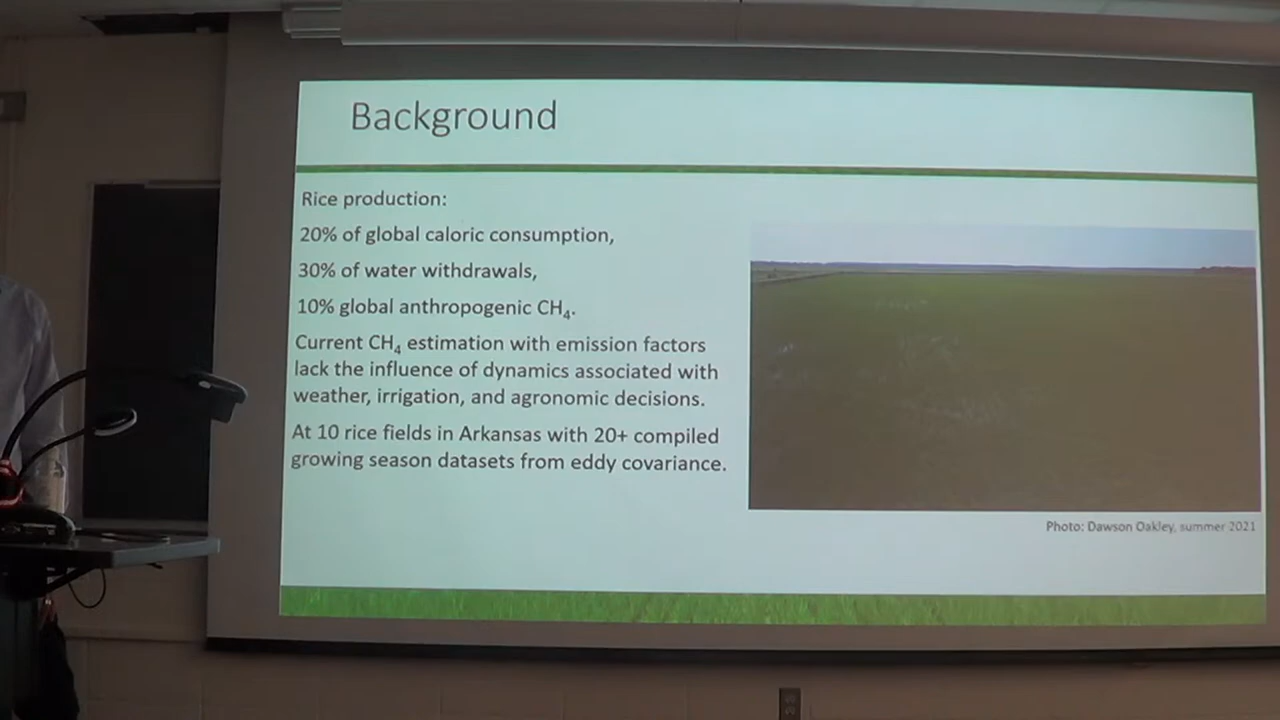 Background
Rice production:
20% of global caloric consumption,
30% of water withdrawals,
10% global anthropogenic CH₄.
Current CH₄ estimation with emission factors
lack the influence of dynamics associated with
weather, irrigation, and agronomic decisions.
At 10 rice fields in Arkansas with 20+ compiled
growing season datasets from eddy covariance.
Photo: Dawson Oakley, summer 2021